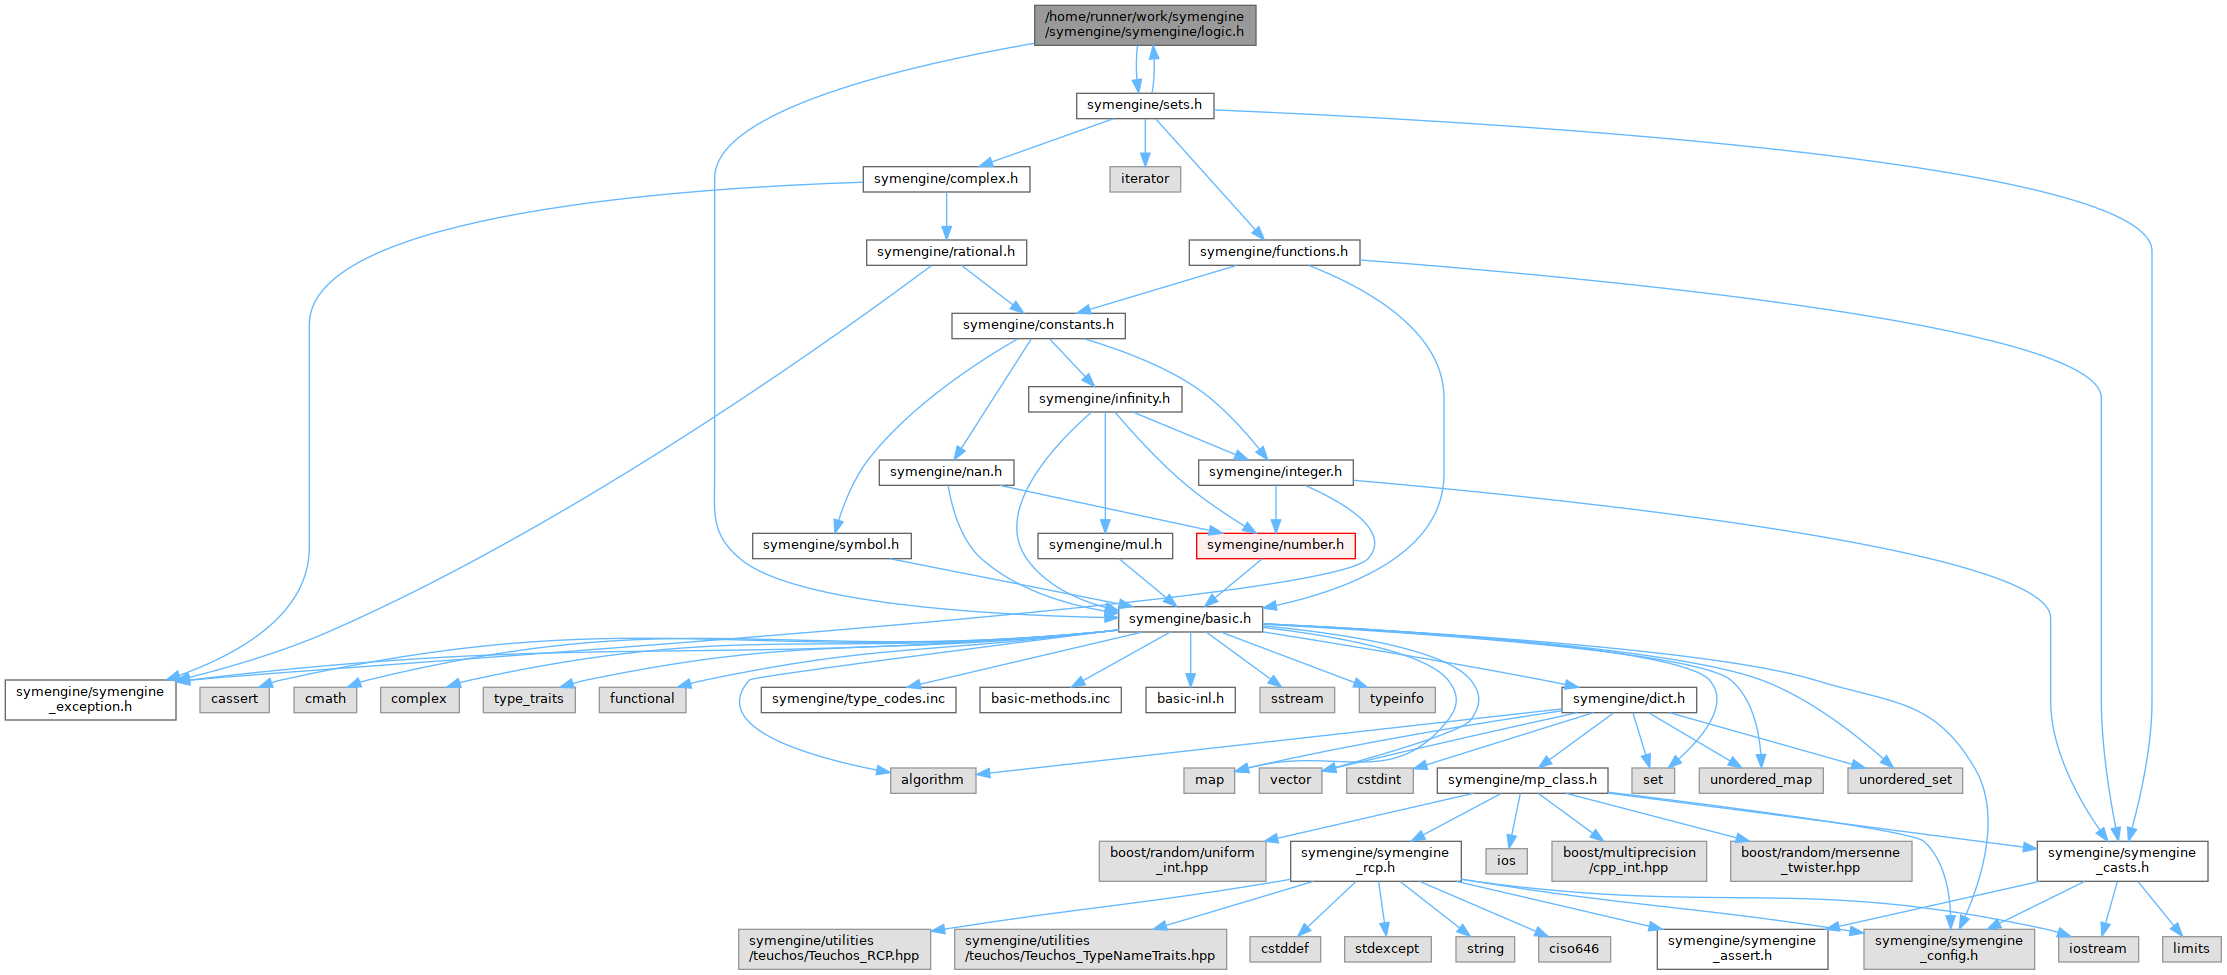 /home/runner/work/symengine
/symengine/symengine/logic.h
symengine/sets.h
symengine/complex.h
iterator
symengine/rational.h
symengine/functions.h
symengine/constants.h
symengine/infinity.h
symengine/nan.h
symengine/integer.h
symengine/symbol.h
symengine/mul.h
symengine/number.h
symengine/basic.h
symengine/symengine
_exception.h
cassert
cmath
complex
type_traits
functional
symengine/type_codes.inc
basic-methods.inc
basic-inl.h
sstream
typeinfo
symengine/dict.h
algorithm
map
vector
cstdint
symengine/mp_class.h
set
unordered_map
unordered_set
boost/random/uniform
_int.hpp
symengine/symengine
_rcp.h
ios
boost/multiprecision
/cpp_int.hpp
boost/random/mersenne
_twister.hpp
symengine/symengine
_casts.h
symengine/utilities
/teuchos/Teuchos_RCP.hpp
symengine/utilities
/teuchos/Teuchos_TypeNameTraits.hpp
cstddef
stdexcept
string
ciso646
symengine/symengine
_assert.h
symengine/symengine
_config.h
iostream
limits